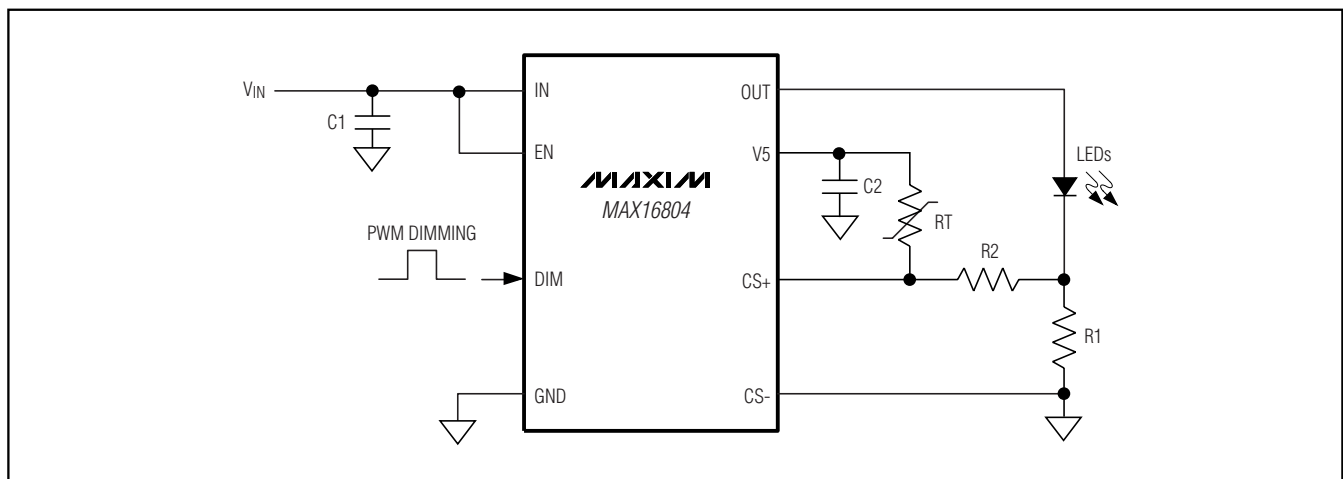 VIN
C1
IN
EN
MAXIM
MAX16804
PWM DIMMING
DIM
GND
OUT
V5
C2
RT
LEDs
CS+
R2
R1
CS-